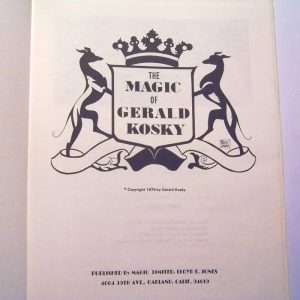 THE
MAGIC
OF
GERALD
KOSKY
© Copyright 1975 by Gerald Kosky
PUBLISHED By MAGIC LIMITED, LLOYD E. JONES
4064 39TH AVE., OAKLAND, CALIF. 94619